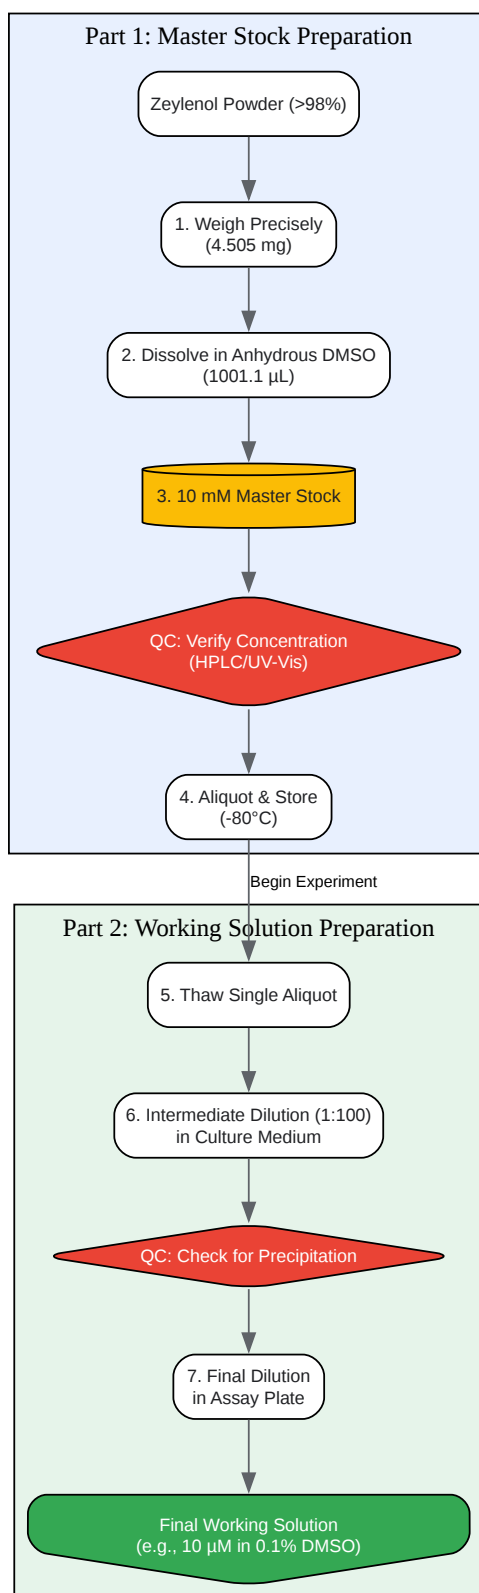 Part 1: Master Stock Preparation
Zeylenol Powder (>98%)
1. Weigh Precisely
(4.505 mg)
2. Dissolve in Anhydrous DMSO
(1001.1 µL)
3. 10 mM Master Stock
QC: Verify Concentration
(HPLC/UV-Vis)
4. Aliquot & Store
(-80°C)
Begin Experiment
Part 2: Working Solution Preparation
5. Thaw Single Aliquot
6. Intermediate Dilution (1:100)
in Culture Medium
QC: Check for Precipitation
7. Final Dilution
in Assay Plate
Final Working Solution
(e.g., 10 µM in 0.1% DMSO)